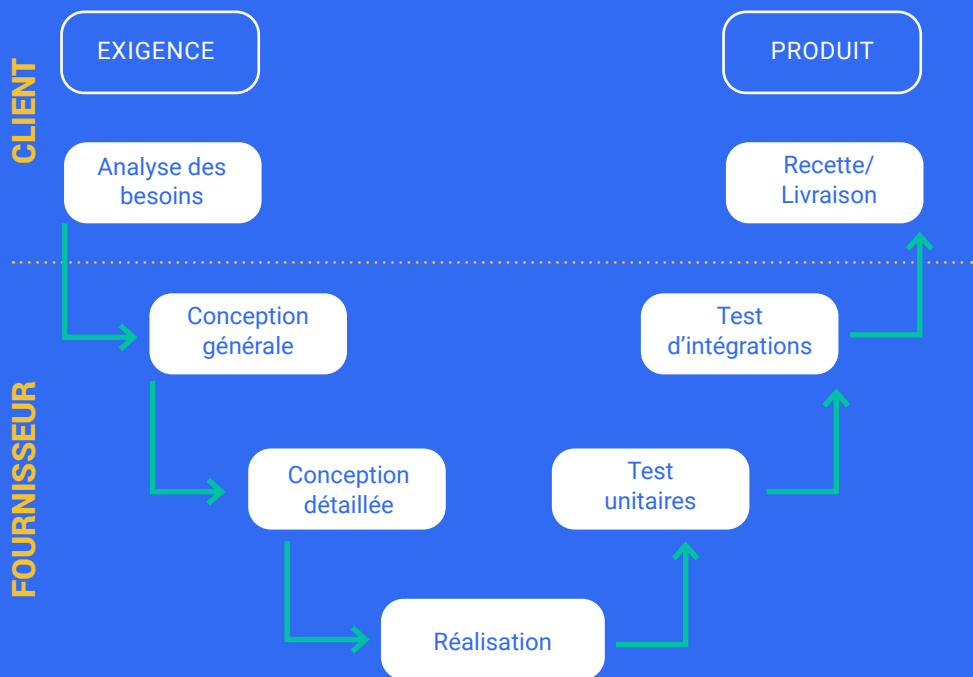 CLIENT
EXIGENCE
PRODUIT
Analyse des
besoins
Recette/
Livraison
FOURNISSEUR
Conception
générale
Test
d’intégrations
Conception
détaillée
Test
unitaires
Réalisation